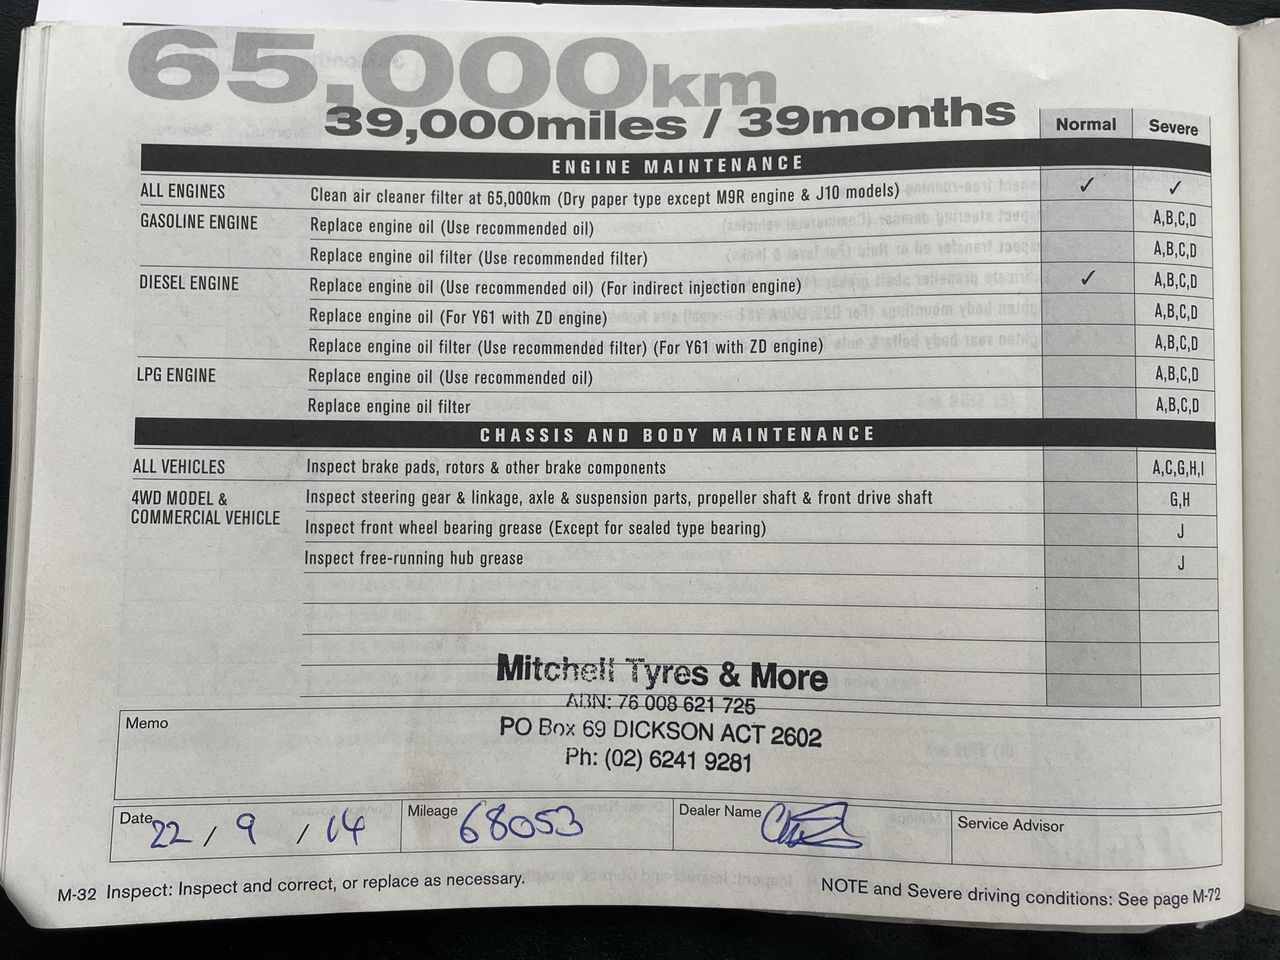 65,000km
39,000miles / 39months
Normal Severe
ENGINE MAINTENANCE
ALL ENGINES Clean air cleaner filter at 65,000km (Dry paper type except M9R engine & J10 models) ✓ ✓
GASOLINE ENGINE Replace engine oil (Use recommended oil) A,B,C,D
Replace engine oil filter (Use recommended filter) A,B,C,D
DIESEL ENGINE Replace engine oil (Use recommended oil) (For indirect injection engine) ✓ A,B,C,D
Replace engine oil (For Y61 with ZD engine) A,B,C,D
Replace engine oil filter (Use recommended filter) (For Y61 with ZD engine) A,B,C,D
LPG ENGINE Replace engine oil (Use recommended oil) A,B,C,D
Replace engine oil filter A,B,C,D
CHASSIS AND BODY MAINTENANCE
ALL VEHICLES Inspect brake pads, rotors & other brake components A,C,G,H,I
4WD MODEL & Inspect steering gear & linkage, axle & suspension parts, propeller shaft & front drive shaft G,H
COMMERCIAL VEHICLE
Inspect front wheel bearing grease (Except for sealed type bearing) J
Inspect free-running hub grease J
Mitchell Tyres & More
ABN: 76 008 621 725
Memo
PO Box 69 DICKSON ACT 2602
Ph: (02) 6241 9281
Date 22 / 9 / 14 Mileage 68053 Dealer Name Service Advisor
M-32 Inspect: Inspect and correct, or replace as necessary. NOTE and Severe driving conditions: See page M-72